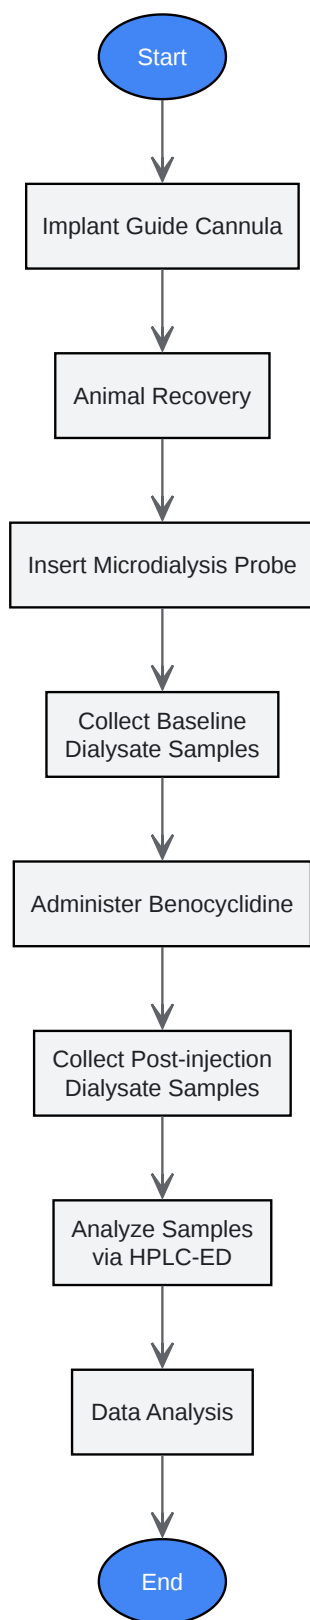 Start
Implant Guide Cannula
Animal Recovery
Insert Microdialysis Probe
Collect Baseline
Dialysate Samples
Administer Benocyclidine
Collect Post-injection
Dialysate Samples
Analyze Samples
via HPLC-ED
Data Analysis
End